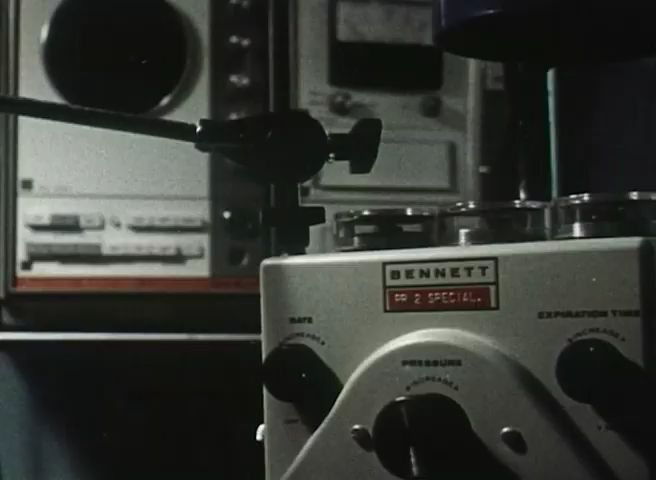 BENNETT
PR 2 SPECIAL.
RATE
EXPIRATION TIME
INCREASE
INCREASE
PRESSURE
INCREASE